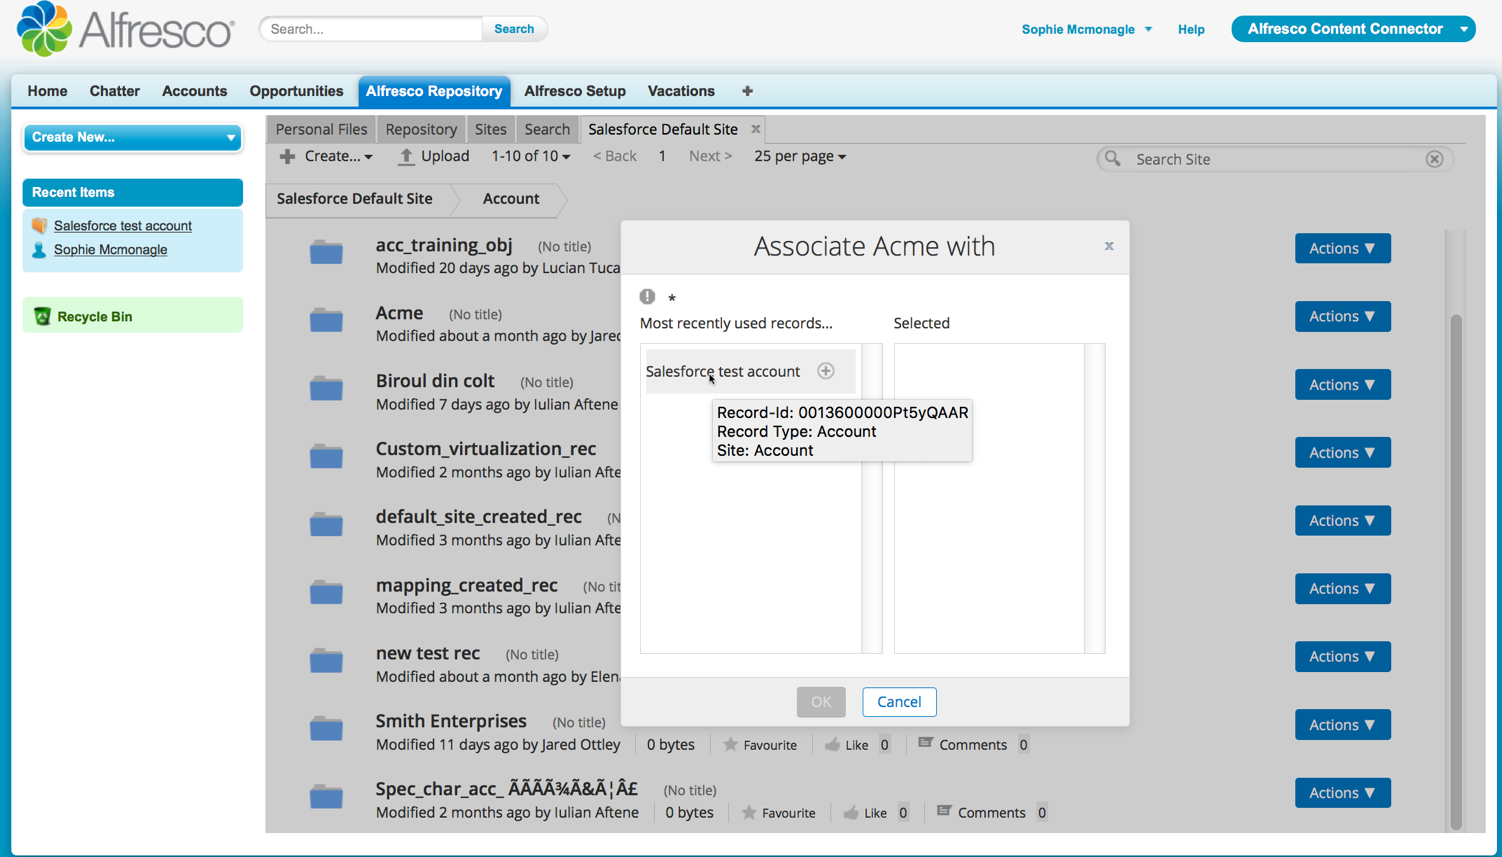 Alfresco
Search...
Search
Sophie Mcmonagle
Help
Alfresco Content Connector
Home
Chatter
Accounts
Opportunities
Alfresco Repository
Alfresco Setup
Vacations
Create New...
Recent Items
Salesforce test account
Sophie Mcmonagle
Recycle Bin
Personal Files
Repository
Sites
Search
Salesforce Default Site
Create...
Upload
1-10 of 10
< Back
1
Next >
25 per page
Search Site
Salesforce Default Site
Account
acc_training_obj (No title)
Modified 20 days ago by Lucian Tuca
Actions ▼
Acme (No title)
Modified about a month ago by Jared
Actions ▼
Biroul din colt (No title)
Modified 7 days ago by Iulian Aftene
Actions ▼
Custom_virtualization_rec
Modified 2 months ago by Iulian Afte
Actions ▼
default_site_created_rec (N
Modified 3 months ago by Iulian Afte
Actions ▼
mapping_created_rec (No tit
Modified 3 months ago by Iulian Afte
Actions ▼
new test rec (No title)
Modified about a month ago by Elena
Actions ▼
Smith Enterprises (No title)
Modified 11 days ago by Jared Ottley 0 bytes Favourite Like 0 Comments 0
Actions ▼
Spec_char_acc_ ÃÃÃÃ¾Ã&Ã¦Â£ (No title)
Modified 2 months ago by Iulian Aftene 0 bytes Favourite Like 0 Comments 0
Actions ▼
Associate Acme with
x
*
Most recently used records...
Selected
Salesforce test account
Record-Id: 0013600000Pt5yQAAR
Record Type: Account
Site: Account
OK
Cancel